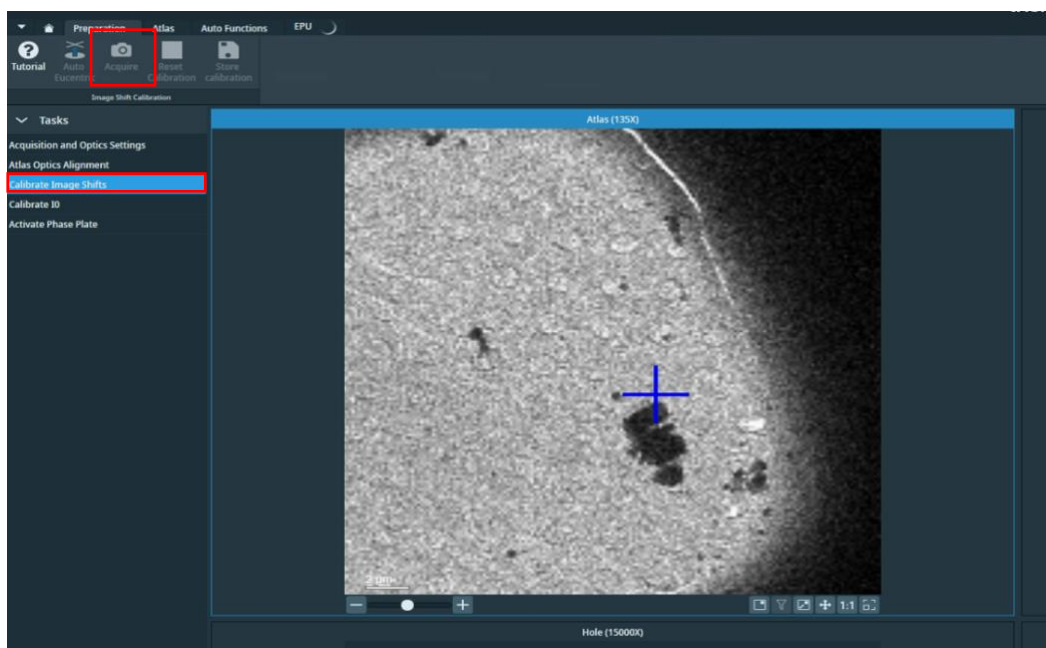 Preparation Atlas Auto Functions EPU
Tutorial Auto Eucentric Acquire Reset Calibration Store calibration
Image Shift Calibration
Tasks
Atlas (135X)
Acquisition and Optics Settings
Atlas Optics Alignment
Calibrate Image Shifts
Calibrate I0
Activate Phase Plate
1:1
Hole (15000X)